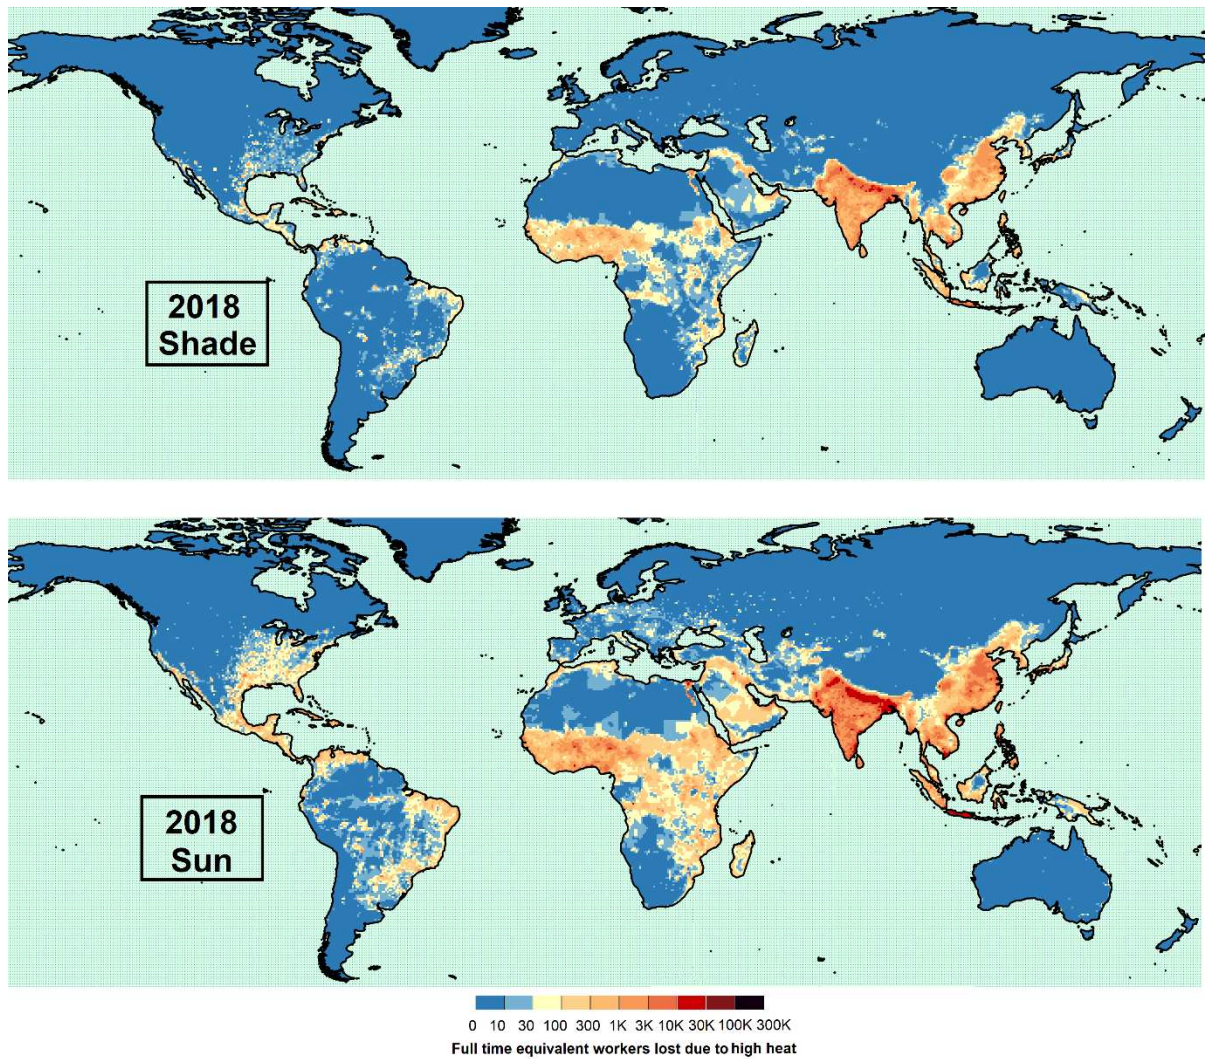 2018
Shade
2018
Sun
0 10 30 100 300 1K 3K 10K 30K 100K 300K
Full time equivalent workers lost due to high heat